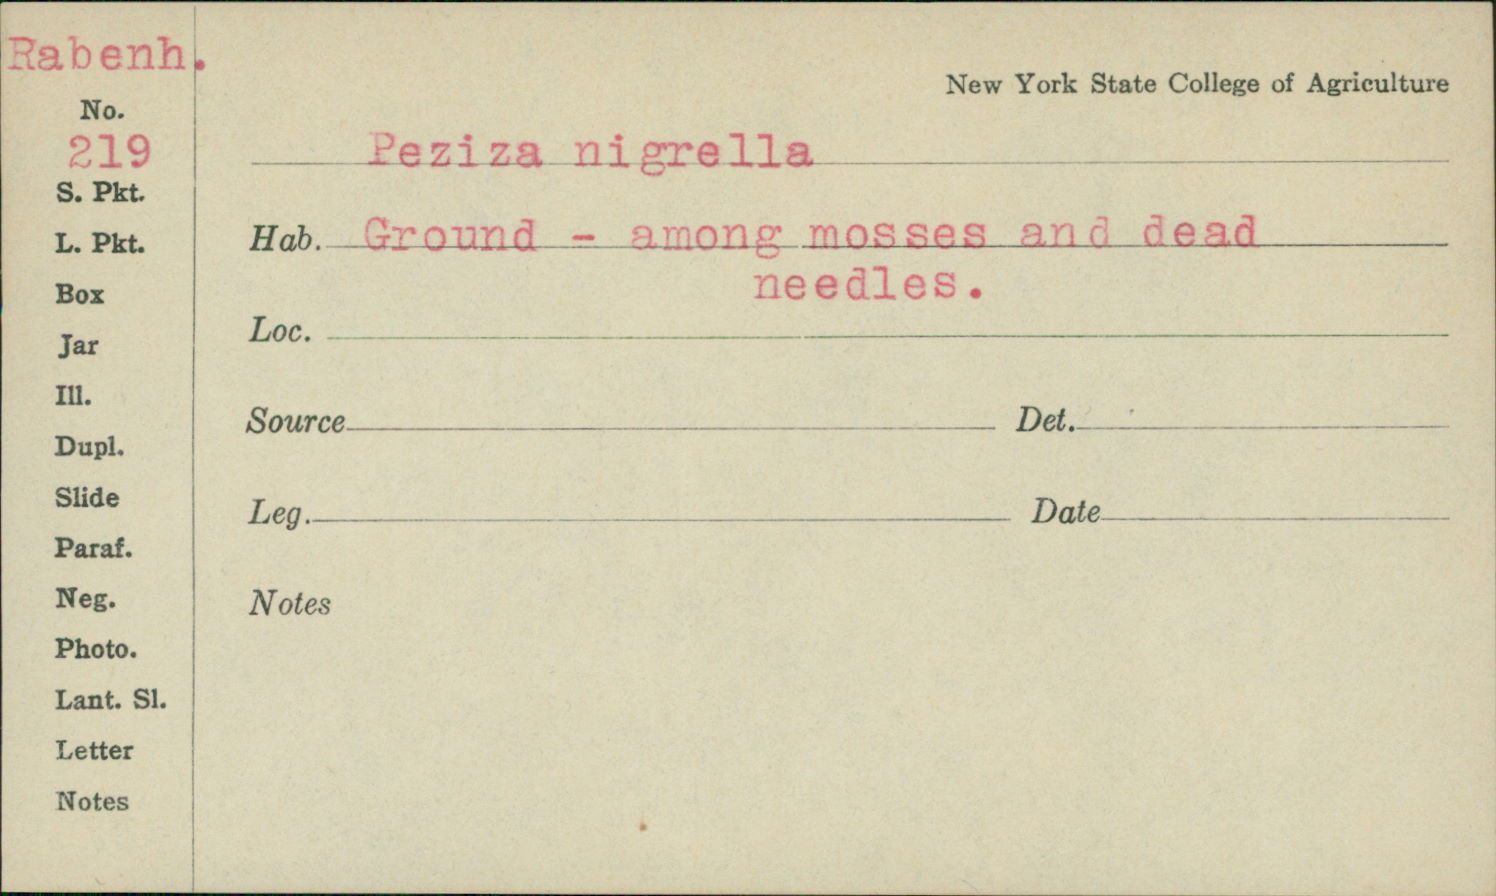 Rabenh.
New York State College of Agriculture
No.
219
Peziza nigrella
S. Pkt.
Hab. Ground - among mosses and dead
needles.
L. Pkt.
Box
Loc.
Jar
Ill.
Source Det.
Dupl.
Slide
Leg. Date
Paraf.
Neg.
Notes
Photo.
Lant. Sl.
Letter
Notes